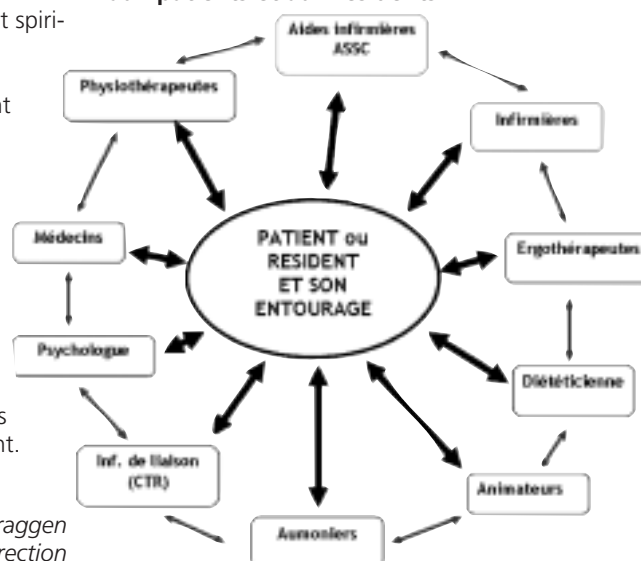 t spiri-
nt
s
nt.
raggen
rection
Aides infirmières
ASSC
Physiothérapeutes
Infirmières
Médecins
PATIENT ou
RESIDENT
ET SON
ENTOURAGE
Ergothérapeutes
Psychologue
Diététicienne
Inf. de liaison
(CTR)
Animateurs
Aumoniers